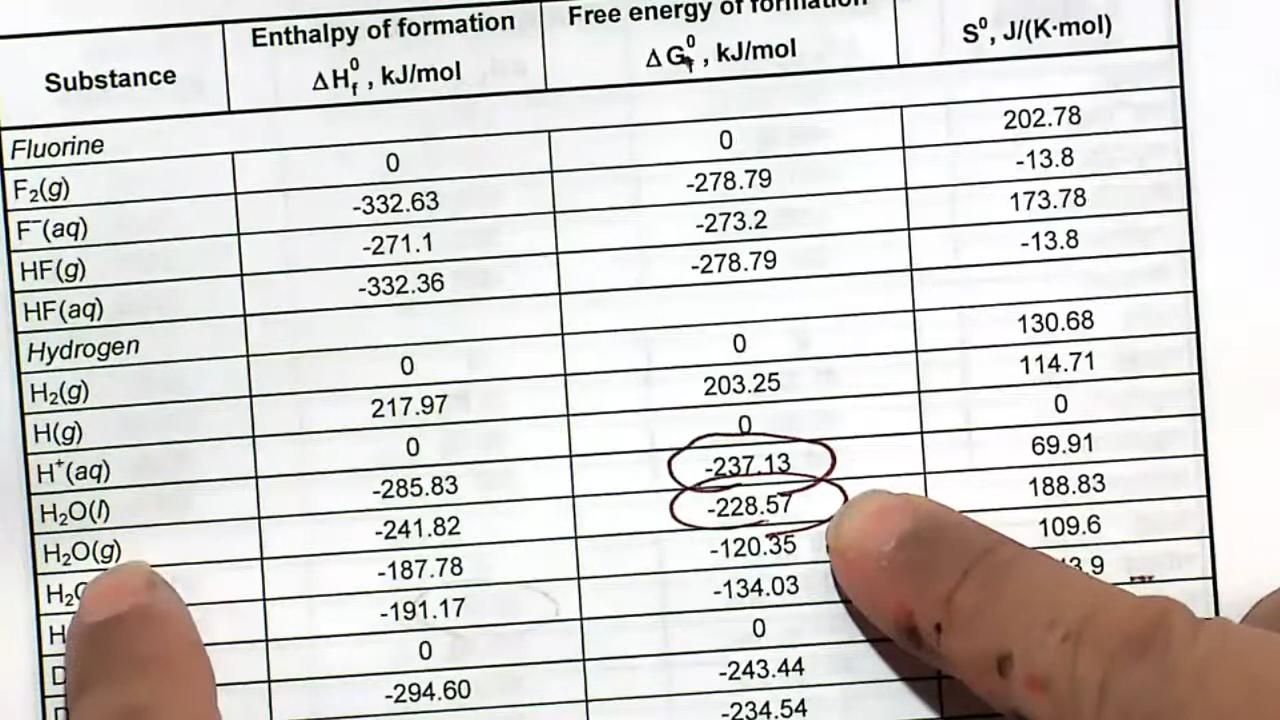 Substance Enthalpy of formation ΔH⁰f , kJ/mol Free energy of formation ΔG⁰f , kJ/mol S⁰, J/(K·mol)
Fluorine
F₂(g) 0 0 202.78
F⁻(aq) -332.63 -278.79 -13.8
HF(g) -271.1 -273.2 173.78
HF(aq) -332.36 -278.79 -13.8
Hydrogen
H₂(g) 0 0 130.68
H(g) 217.97 203.25 114.71
H⁺(aq) 0 0 0
H₂O(l) -285.83 -237.13 69.91
H₂O(g) -241.82 -228.57 188.83
-187.78 -120.35 109.6
-191.17 -134.03
0 0
-294.60 -243.44
-234.54